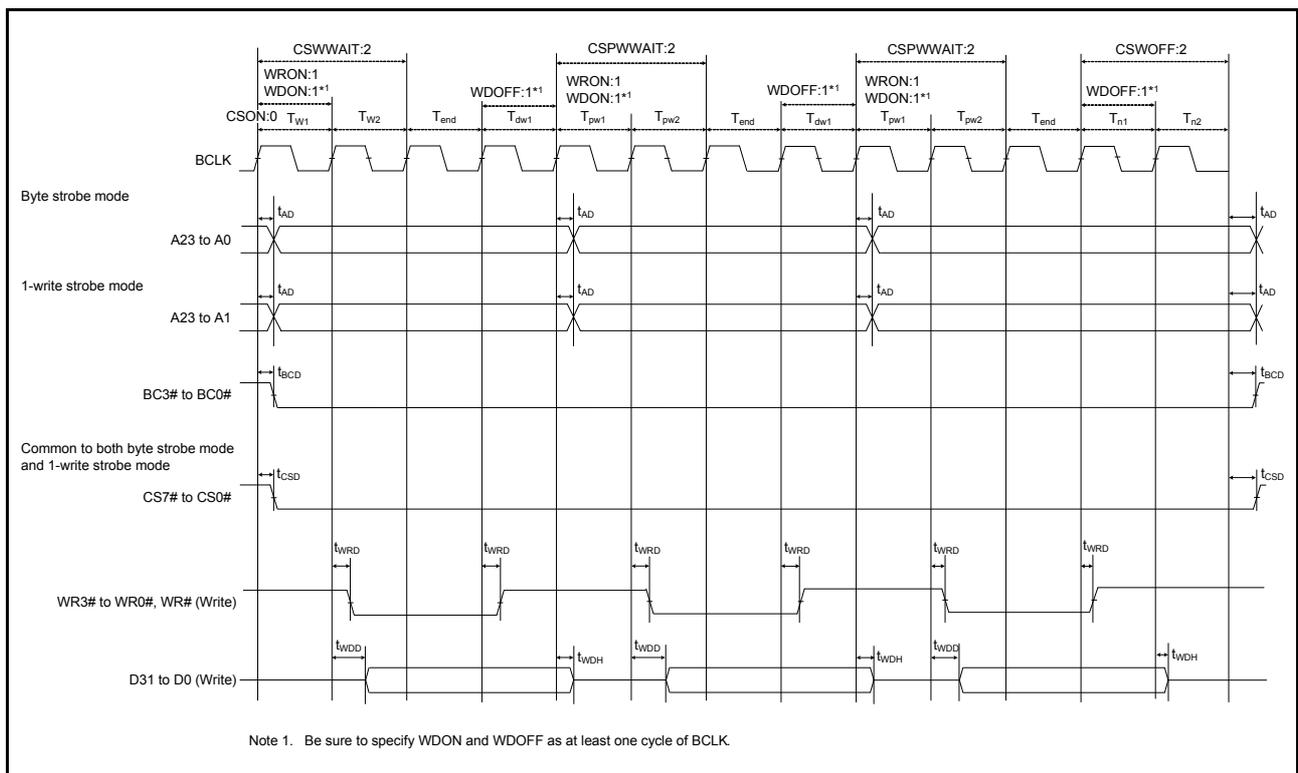 CSWWAIT:2 CSPWWAIT:2 CSPWWAIT:2 CSWOFF:2
WRON:1 WRON:1 WRON:1
WDON:1*1 WDOFF:1*1 WDON:1*1 WDOFF:1*1 WDON:1*1 WDOFF:1*1
CSON:0 TW1 TW2 Tend Tdw1 Tpw1 Tpw2 Tend Tdw1 Tpw1 Tpw2 Tend Tn1 Tn2
BCLK
Byte strobe mode
tAD tAD tAD tAD
A23 to A0
1-write strobe mode
tAD tAD tAD tAD
A23 to A1
tBCD tBCD
BC3# to BC0#
Common to both byte strobe mode
and 1-write strobe mode
tCSD tCSD
CS7# to CS0#
tWRD tWRD tWRD tWRD tWRD tWRD
WR3# to WR0#, WR# (Write)
tWDD tWDH tWDD tWDH tWDD tWDH
D31 to D0 (Write)
Note 1. Be sure to specify WDON and WDOFF as at least one cycle of BCLK.